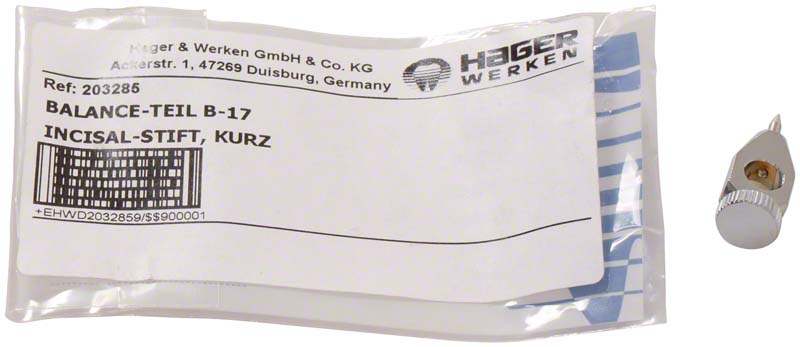 Hager & Werken GmbH & Co. KG
Ackerstr. 1, 47269 Duisburg, Germany
HAGER
WERKEN
Ref: 203285
BALANCE-TEIL B-17
INCISAL-STIFT, KURZ
+EHWD2032859/$$900001